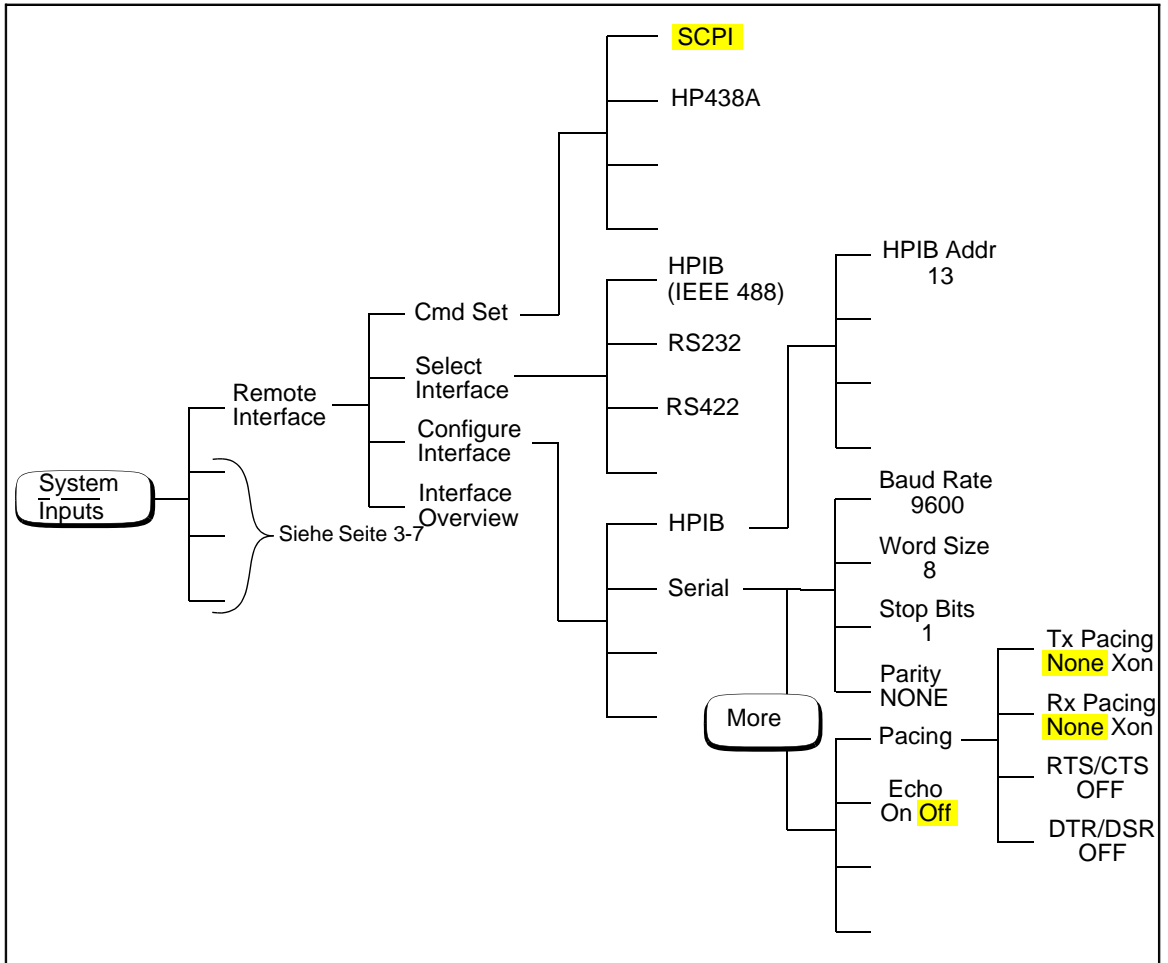 SCPI
HP438A
HPIB
(IEEE 488)
RS232
RS422
HPIB Addr
13
Cmd Set
Select
Interface
Remote
Interface
Configure
Interface
Interface
Overview
System
Inputs
Siehe Seite 3-7
HPIB
Serial
Baud Rate
9600
Word Size
8
Stop Bits
1
Parity
NONE
More
Pacing
Echo
On Off
Tx Pacing
None Xon
Rx Pacing
None Xon
RTS/CTS
OFF
DTR/DSR
OFF